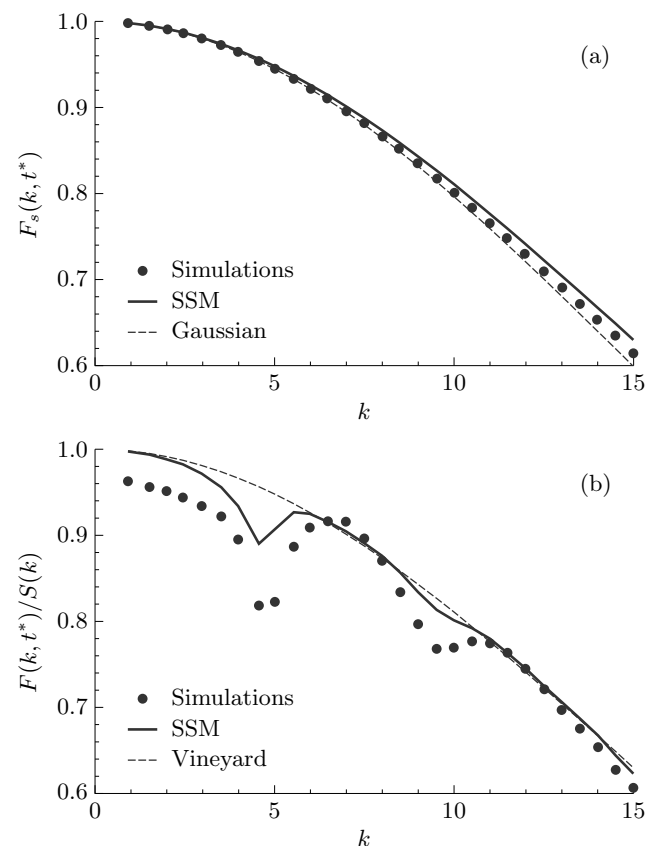 1.0
(a)
0.9
F_s(k, t*)
0.8
0.7
Simulations
SSM
Gaussian
0.6
0 5 10 15
k
1.0
(b)
0.9
F(k, t*)/S(k)
0.8
0.7
Simulations
SSM
Vineyard
0.6
0 5 10 15
k